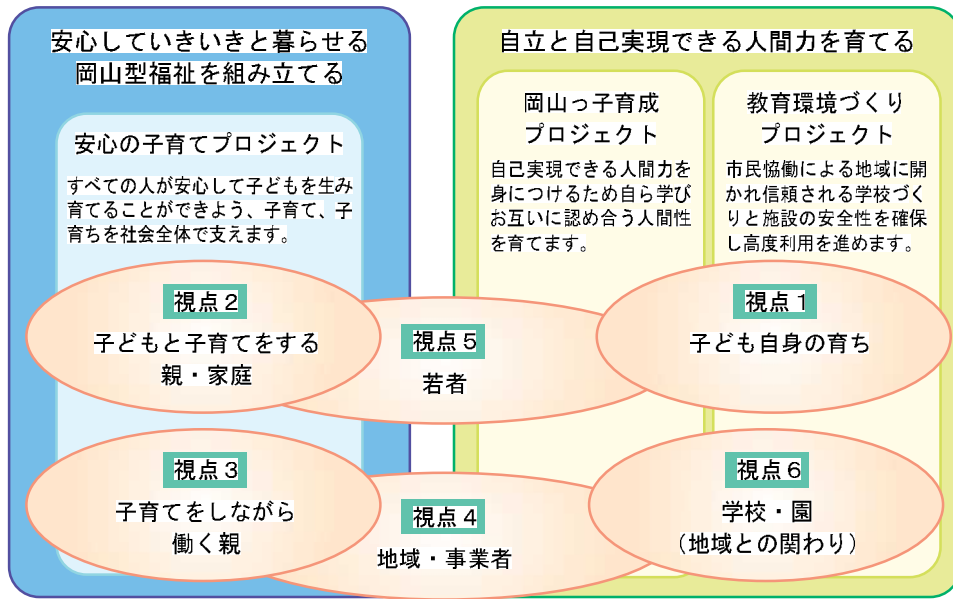 安心していきいきと暮らせる
岡山型福祉を組み立てる
安心の子育てプロジェクト
すべての人が安心して子どもを生み
育てることができよう、子育て、子
育ちを社会全体で支えます。
自立と自己実現できる人間力を育てる
岡山っ子育成
プロジェクト
自己実現できる人間力を
身につけるため自ら学び
お互いに認め合う人間性
を育てます。
教育環境づくり
プロジェクト
市民恊働による地域に開
かれ信頼される学校づく
りと施設の安全性を確保
し高度利用を進めます。
視点２
子どもと子育てをする
親・家庭
視点５
若者
視点１
子ども自身の育ち
視点３
子育てをしながら
働く親
視点４
地域・事業者
視点６
学校・園
（地域との関わり）